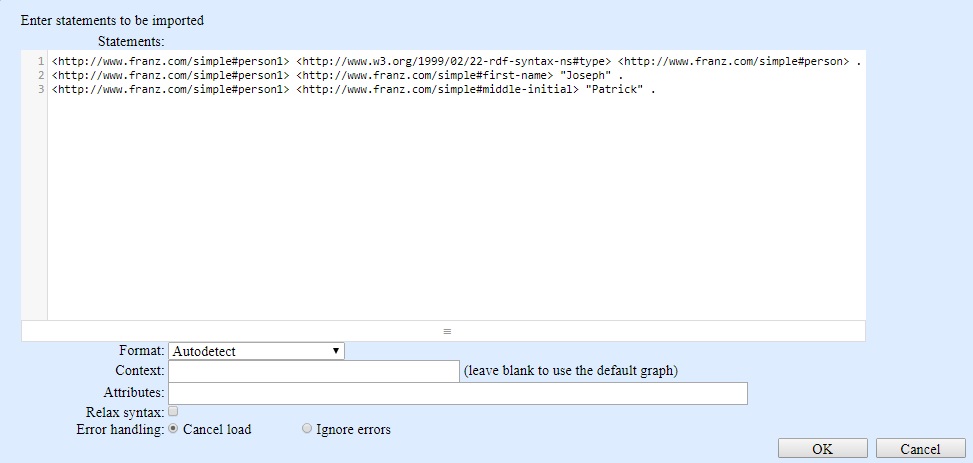 Enter statements to be imported
Statements:
1 <http://www.franz.com/simple#person1> <http://www.w3.org/1999/02/22-rdf-syntax-ns#type> <http://www.franz.com/simple#person> .
2 <http://www.franz.com/simple#person1> <http://www.franz.com/simple#first-name> "Joseph" .
3 <http://www.franz.com/simple#person1> <http://www.franz.com/simple#middle-initial> "Patrick" .
Format: Autodetect
Context: (leave blank to use the default graph)
Attributes:
Relax syntax:
Error handling: Cancel load Ignore errors
OK Cancel